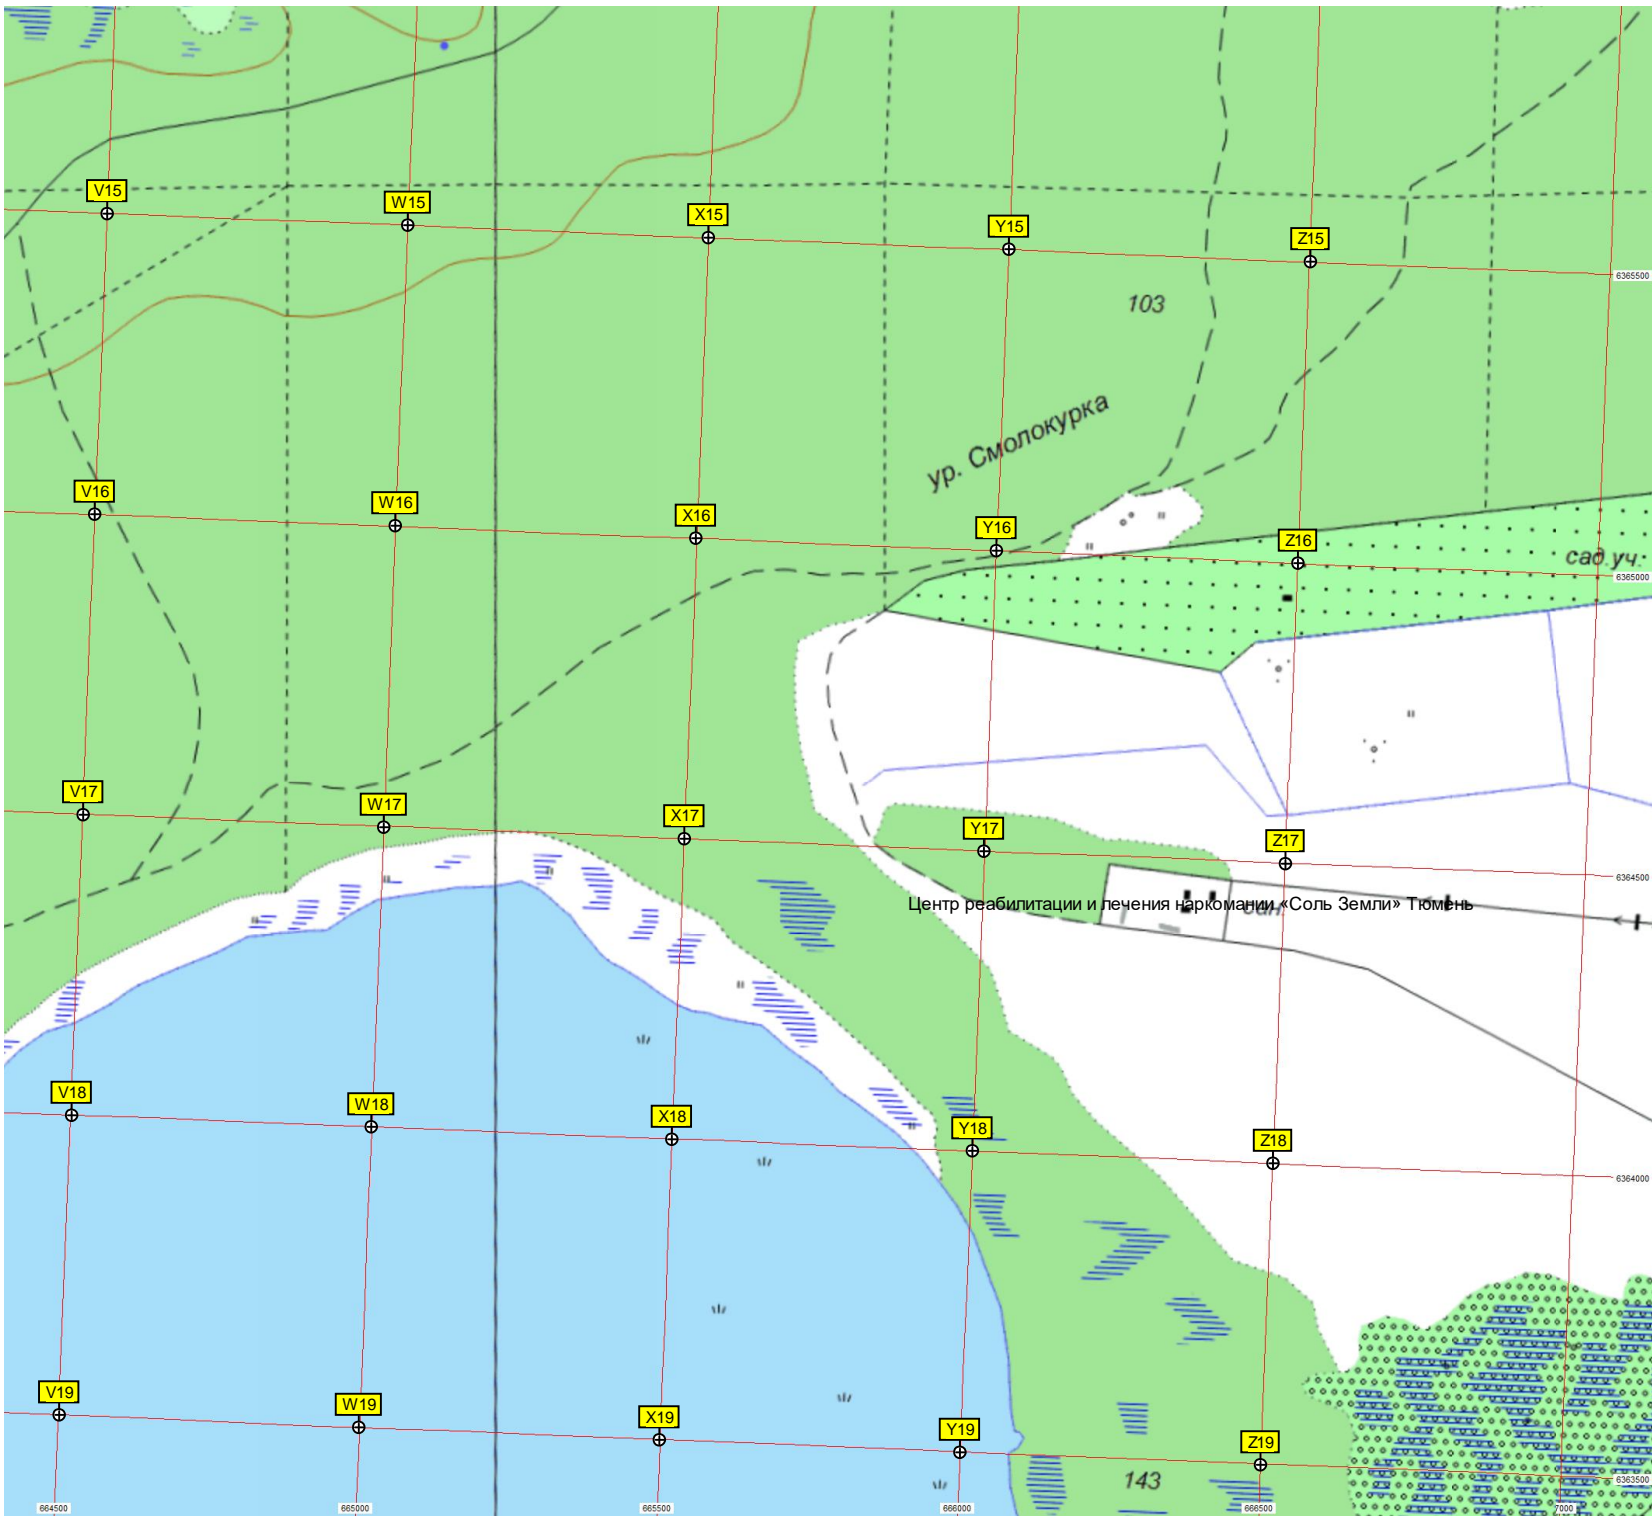 V15
W15
X15
Y15
Z15
6365500
103
ур. Смолокурка
V16
W16
X16
Y16
Z16
сад.уч.
6365000
V17
W17
X17
Y17
Z17
6364500
Центр реабилитации и лечения наркомании «Соль Земли» Тюмень
сан.
V18
W18
X18
Y18
Z18
6364000
V19
W19
X19
Y19
Z19
143
6363500
664500
665000
665500
666000
666500
7000